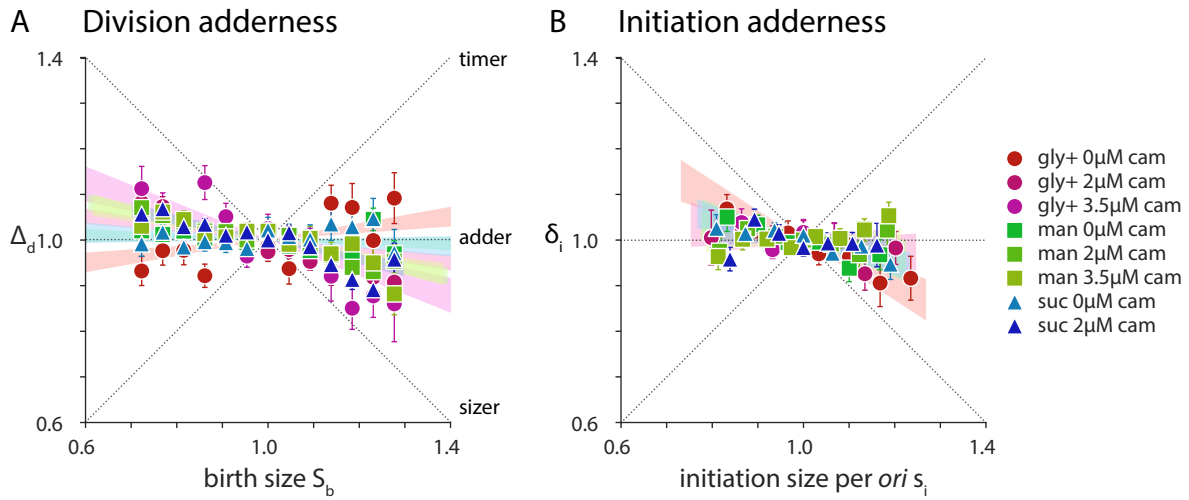 A Division adderness
1.4
Δd
1.0
0.6
0.6
1.0
1.4
timer
adder
sizer
birth size Sb
B Initiation adderness
1.4
δi
1.0
0.6
0.6
1.0
1.4
initiation size per ori si
gly+ 0µM cam
gly+ 2µM cam
gly+ 3.5µM cam
man 0µM cam
man 2µM cam
man 3.5µM cam
suc 0µM cam
suc 2µM cam